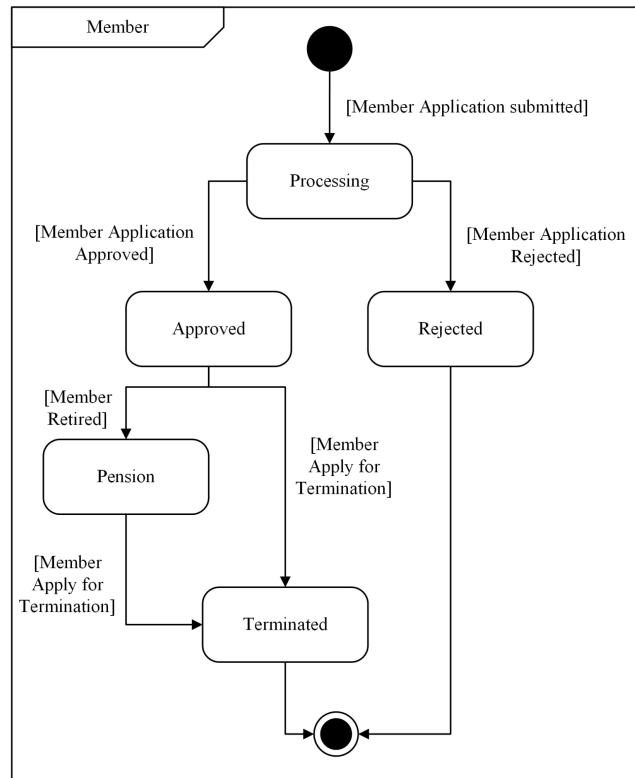 Member
[Member Application submitted]
Processing
[Member Application
Approved]
[Member Application
Rejected]
Approved
Rejected
[Member
Retired]
[Member
Apply for
Termination]
Pension
[Member
Apply for
Termination]
Terminated